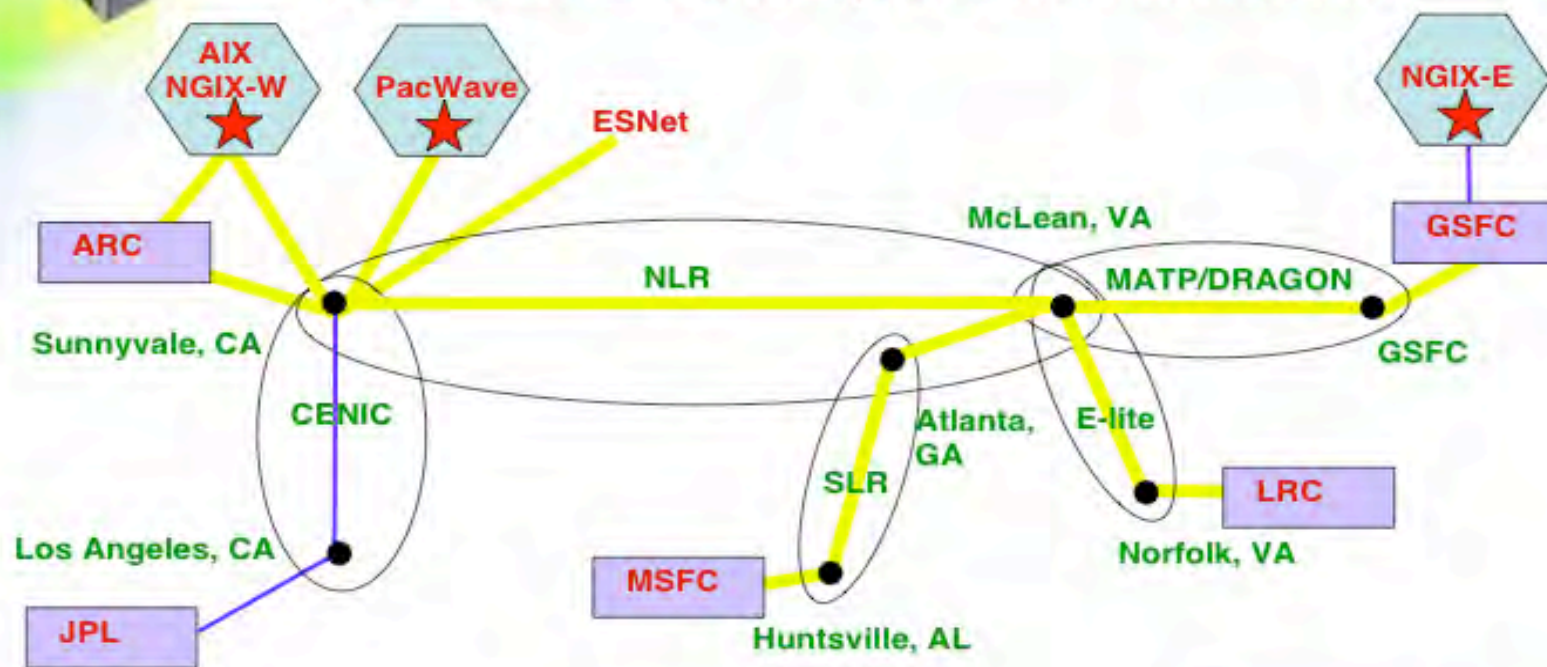 AIX
NGIX-W
PacWave
NGIX-E
ESNet
ARC
McLean, VA
GSFC
NLR
MATP/DRAGON
Sunnyvale, CA
GSFC
CENIC
Atlanta,
GA
E-lite
SLR
LRC
Los Angeles, CA
Norfolk, VA
MSFC
JPL
Huntsville, AL